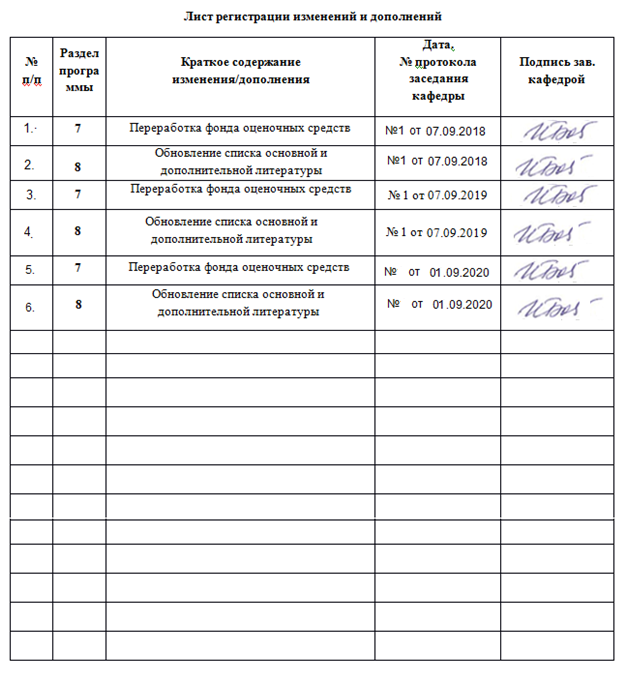 Лист регистрации изменений и дополнений
№ п/п
Раздел програ ммы
Краткое содержание изменения/дополнения
Дата, № протокола заседания кафедры
Подпись зав. кафедрой
1. 7 Переработка фонда оценочных средств №1 от 07.09.2018
2. 8 Обновление списка основной и дополнительной литературы №1 от 07.09.2018
3. 7 Переработка фонда оценочных средств № 1 от 07.09.2019
4. 8 Обновление списка основной и дополнительной литературы № 1 от 07.09.2019
5. 7 Переработка фонда оценочных средств № от 01.09.2020
6. 8 Обновление списка основной и дополнительной литературы № от 01.09.2020